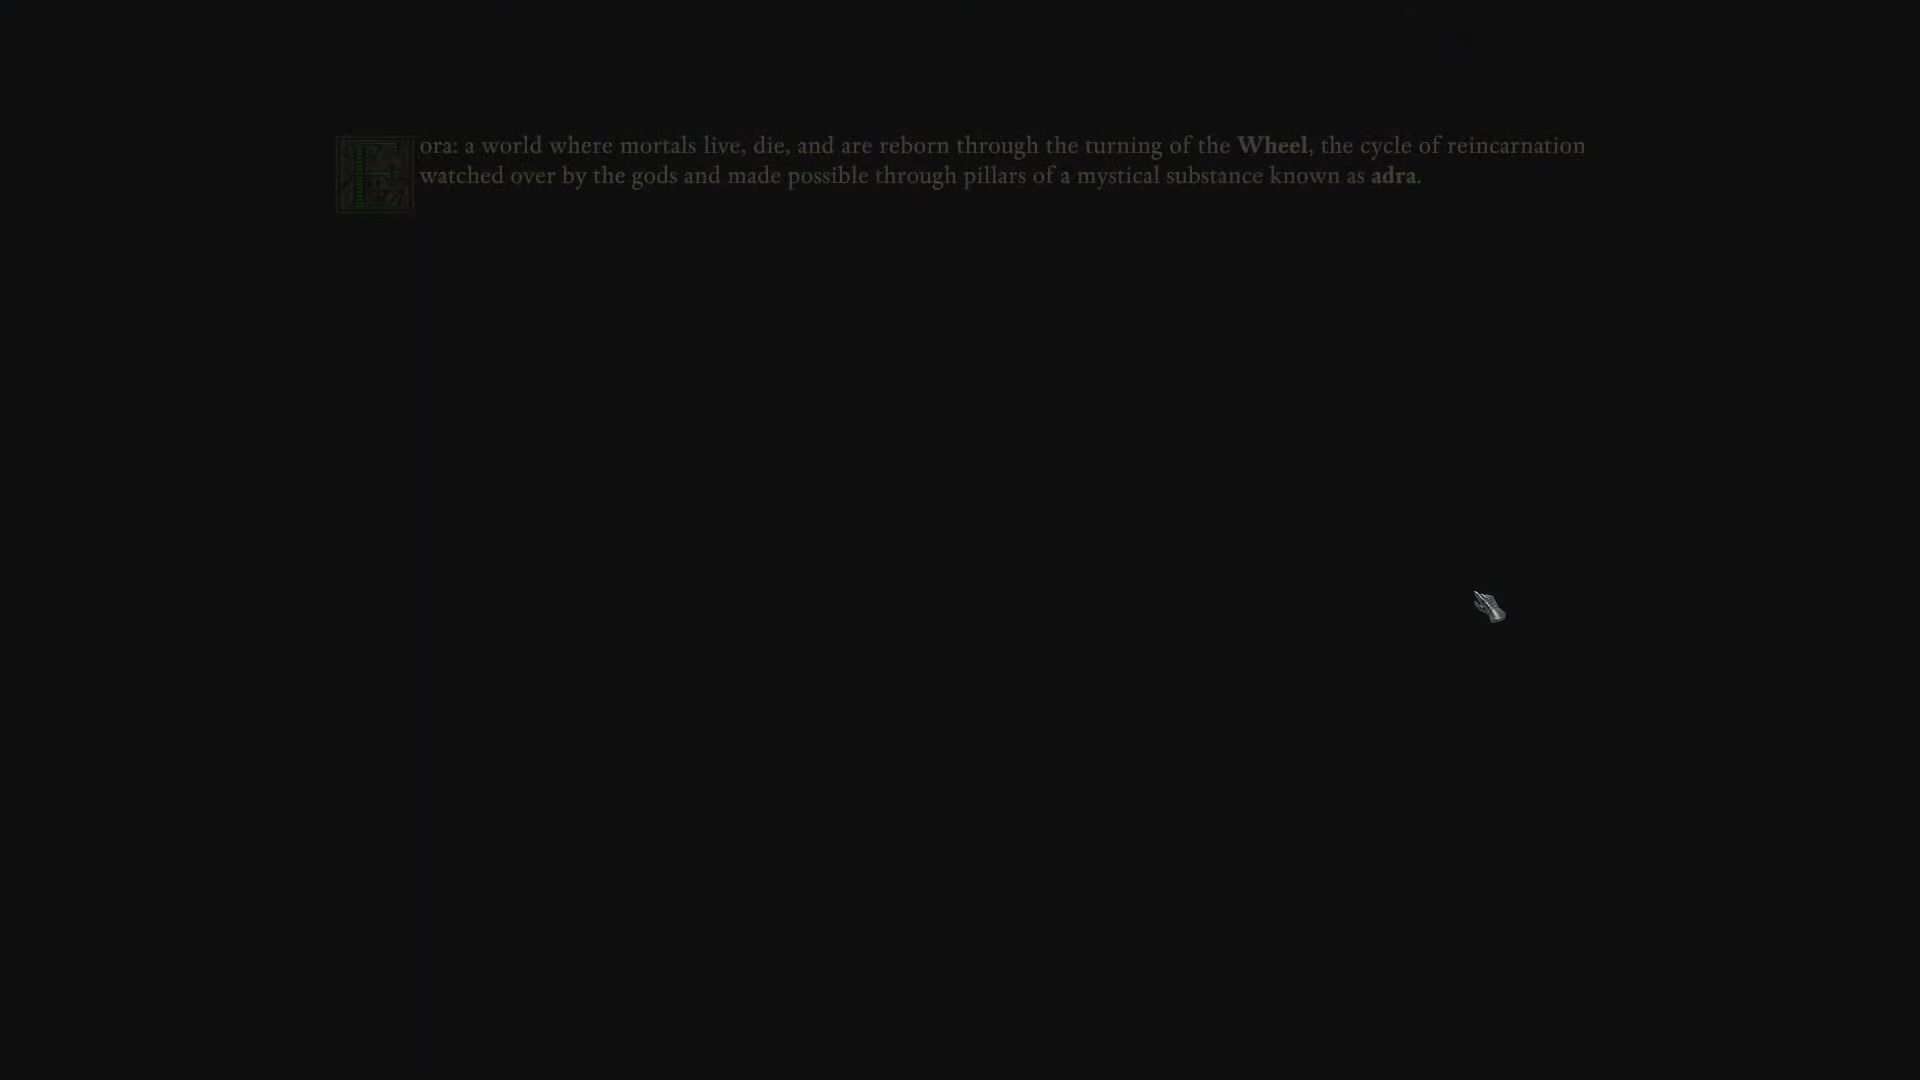 Eora: a world where mortals live, die, and are reborn through the turning of the Wheel, the cycle of reincarnation
watched over by the gods and made possible through pillars of a mystical substance known as adra.